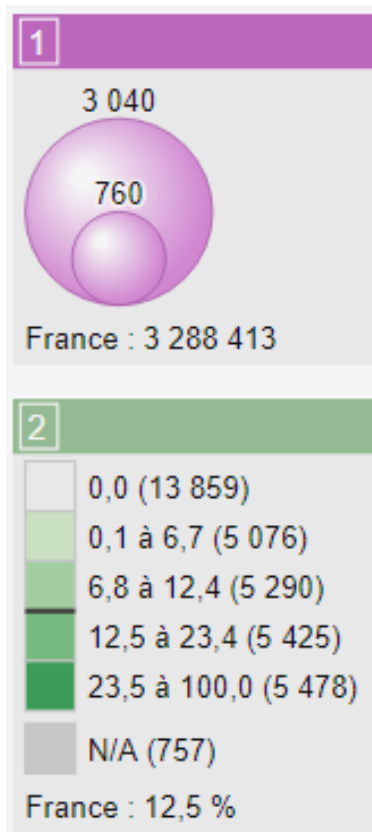 1
3 040
760
France : 3 288 413
2
0,0 (13 859)
0,1 à 6,7 (5 076)
6,8 à 12,4 (5 290)
12,5 à 23,4 (5 425)
23,5 à 100,0 (5 478)
N/A (757)
France : 12,5 %